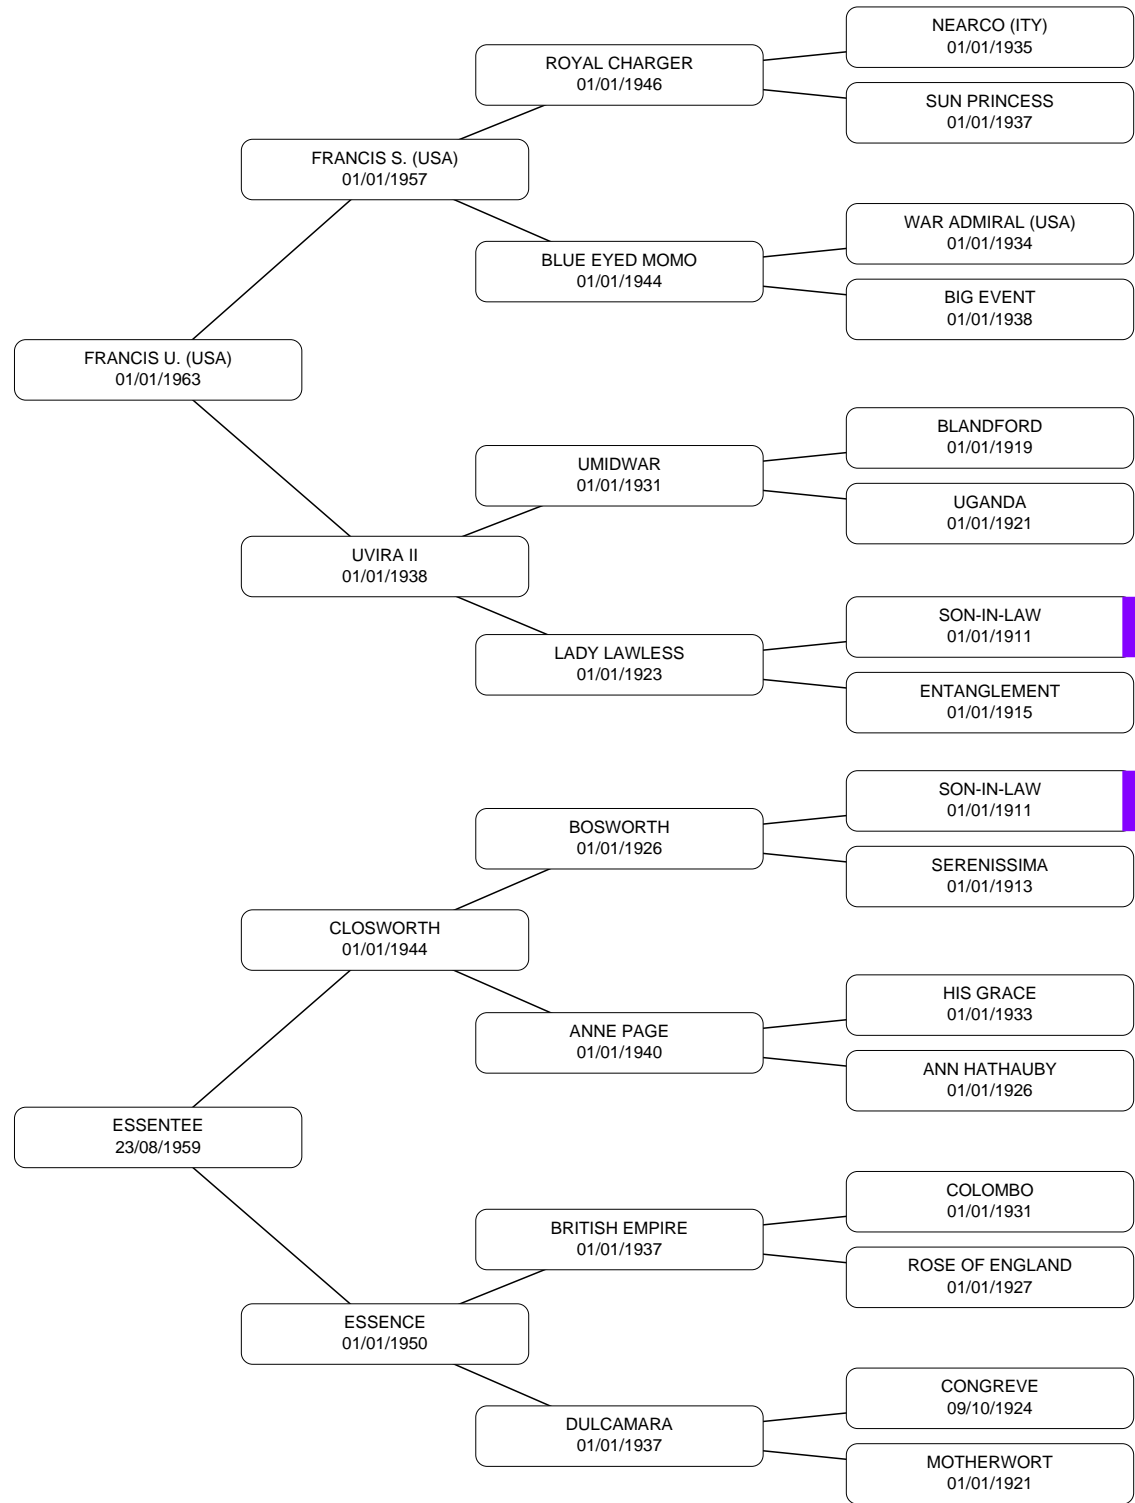 NEARCO (ITY)
01/01/1935
ROYAL CHARGER
01/01/1946
SUN PRINCESS
01/01/1937
FRANCIS S. (USA)
01/01/1957
WAR ADMIRAL (USA)
01/01/1934
BLUE EYED MOMO
01/01/1944
BIG EVENT
01/01/1938
FRANCIS U. (USA)
01/01/1963
BLANDFORD
01/01/1919
UMIDWAR
01/01/1931
UGANDA
01/01/1921
UVIRA II
01/01/1938
SON-IN-LAW
01/01/1911
LADY LAWLESS
01/01/1923
ENTANGLEMENT
01/01/1915
SON-IN-LAW
01/01/1911
BOSWORTH
01/01/1926
SERENISSIMA
01/01/1913
CLOSWORTH
01/01/1944
HIS GRACE
01/01/1933
ANNE PAGE
01/01/1940
ANN HATHAUBY
01/01/1926
ESSENTEE
23/08/1959
COLOMBO
01/01/1931
BRITISH EMPIRE
01/01/1937
ROSE OF ENGLAND
01/01/1927
ESSENCE
01/01/1950
CONGREVE
09/10/1924
DULCAMARA
01/01/1937
MOTHERWORT
01/01/1921